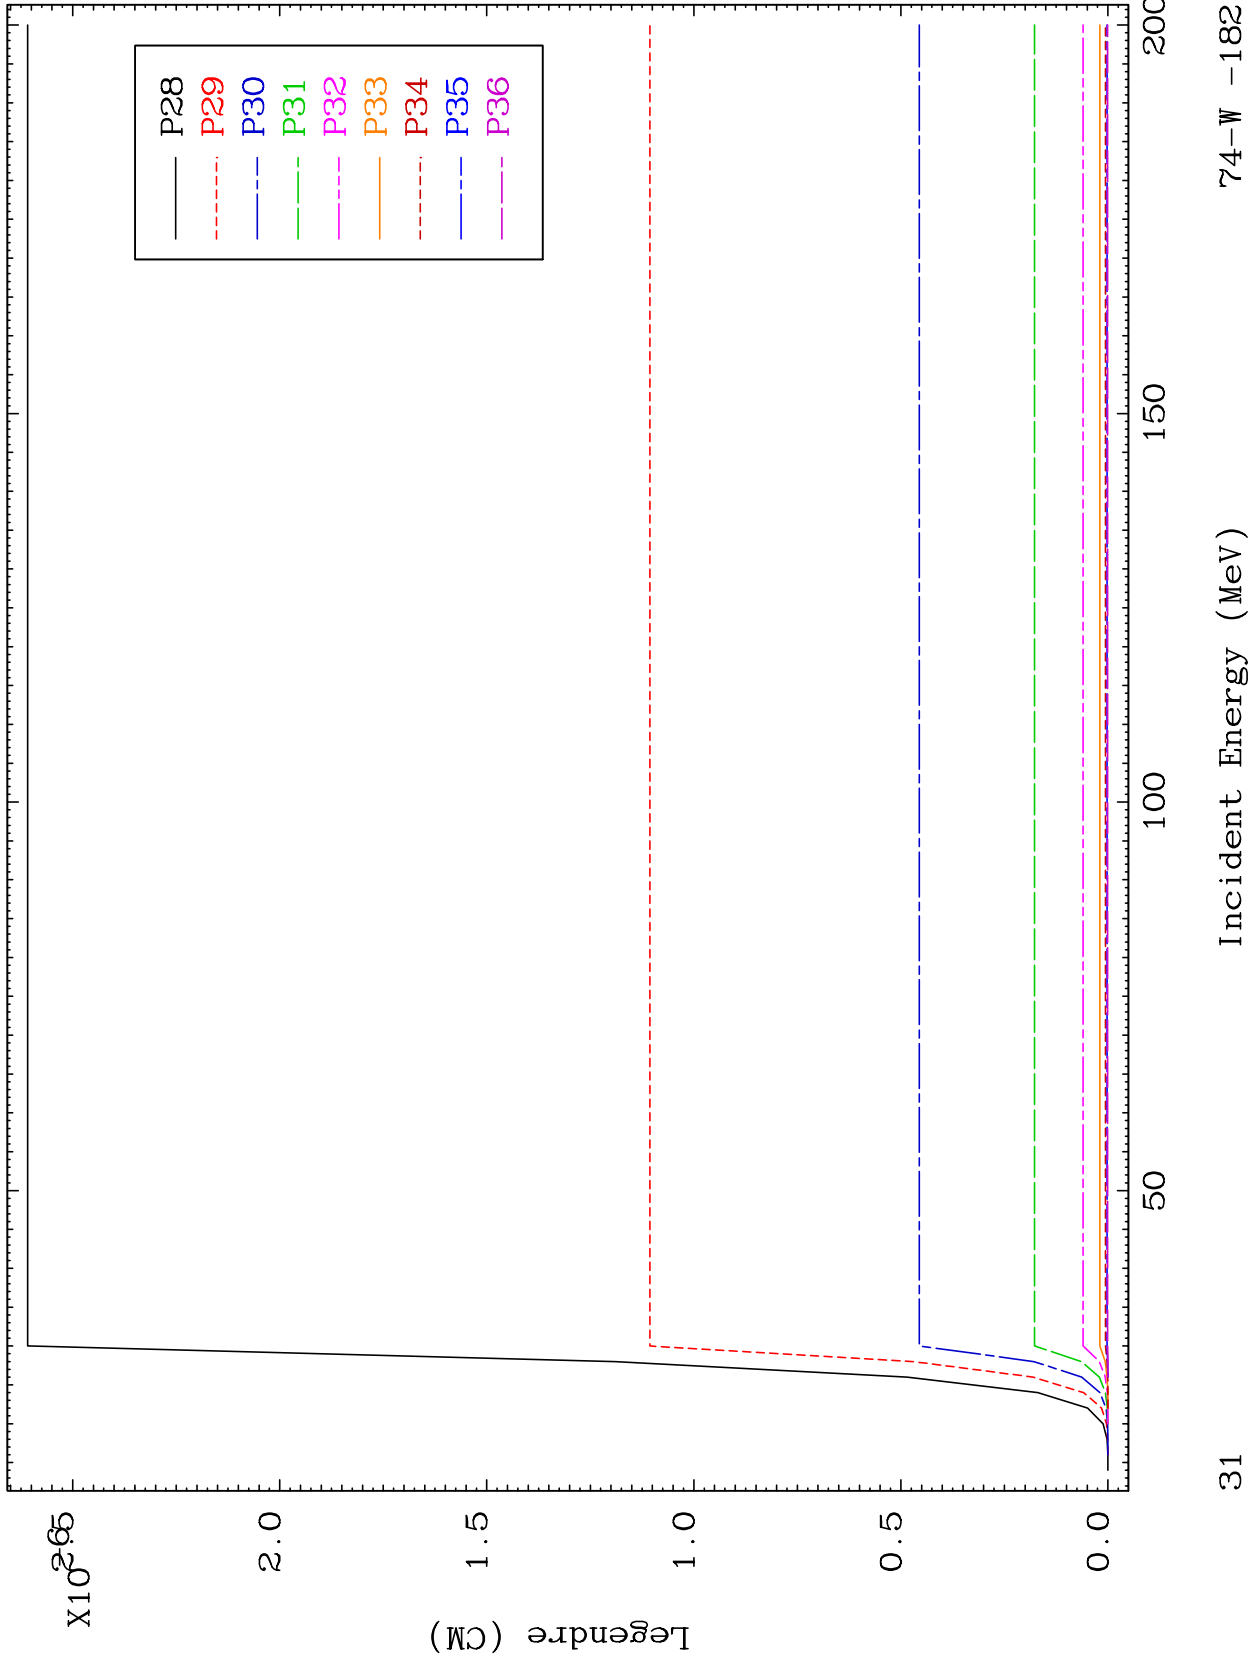 X10-6
2.5
2.0
1.5
1.0
0.5
0.0
Legendre (CM)
P28
P29
P30
P31
P32
P33
P34
P35
P36
50
100
150
200
31
Incident Energy (MeV)
74-W -182